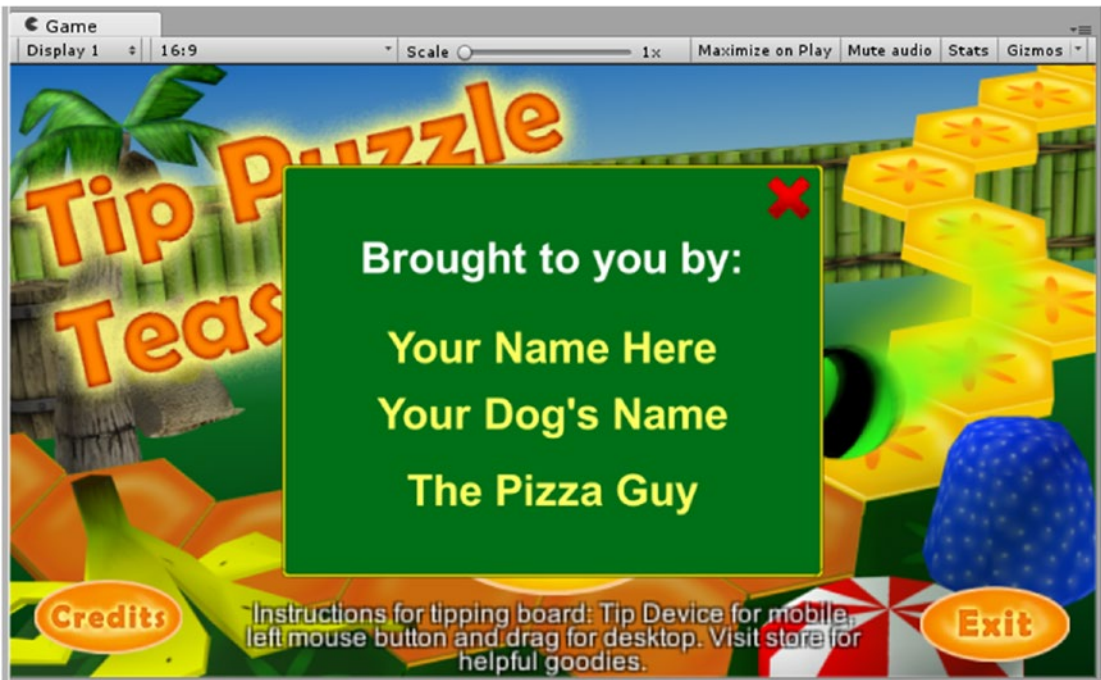 Game
Display 1 16:9 Scale 1x Maximize on Play Mute audio Stats Gizmos
Tip Puzzle
Brought to you by:
Your Name Here
Your Dog's Name
The Pizza Guy
Credits
Instructions for tipping board: Tip Device for mobile,
left mouse button and drag for desktop. Visit store for
helpful goodies.
Exit